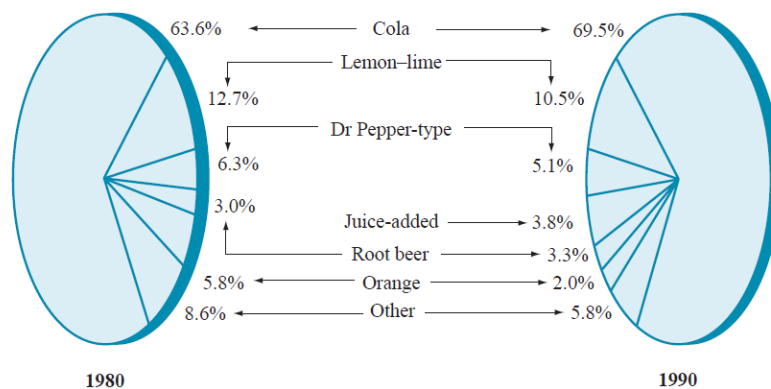 63.6% Cola 69.5%
Lemon–lime
12.7% 10.5%
Dr Pepper-type
6.3% 5.1%
3.0%
Juice-added 3.8%
Root beer 3.3%
5.8% Orange 2.0%
8.6% Other 5.8%
1980 1990